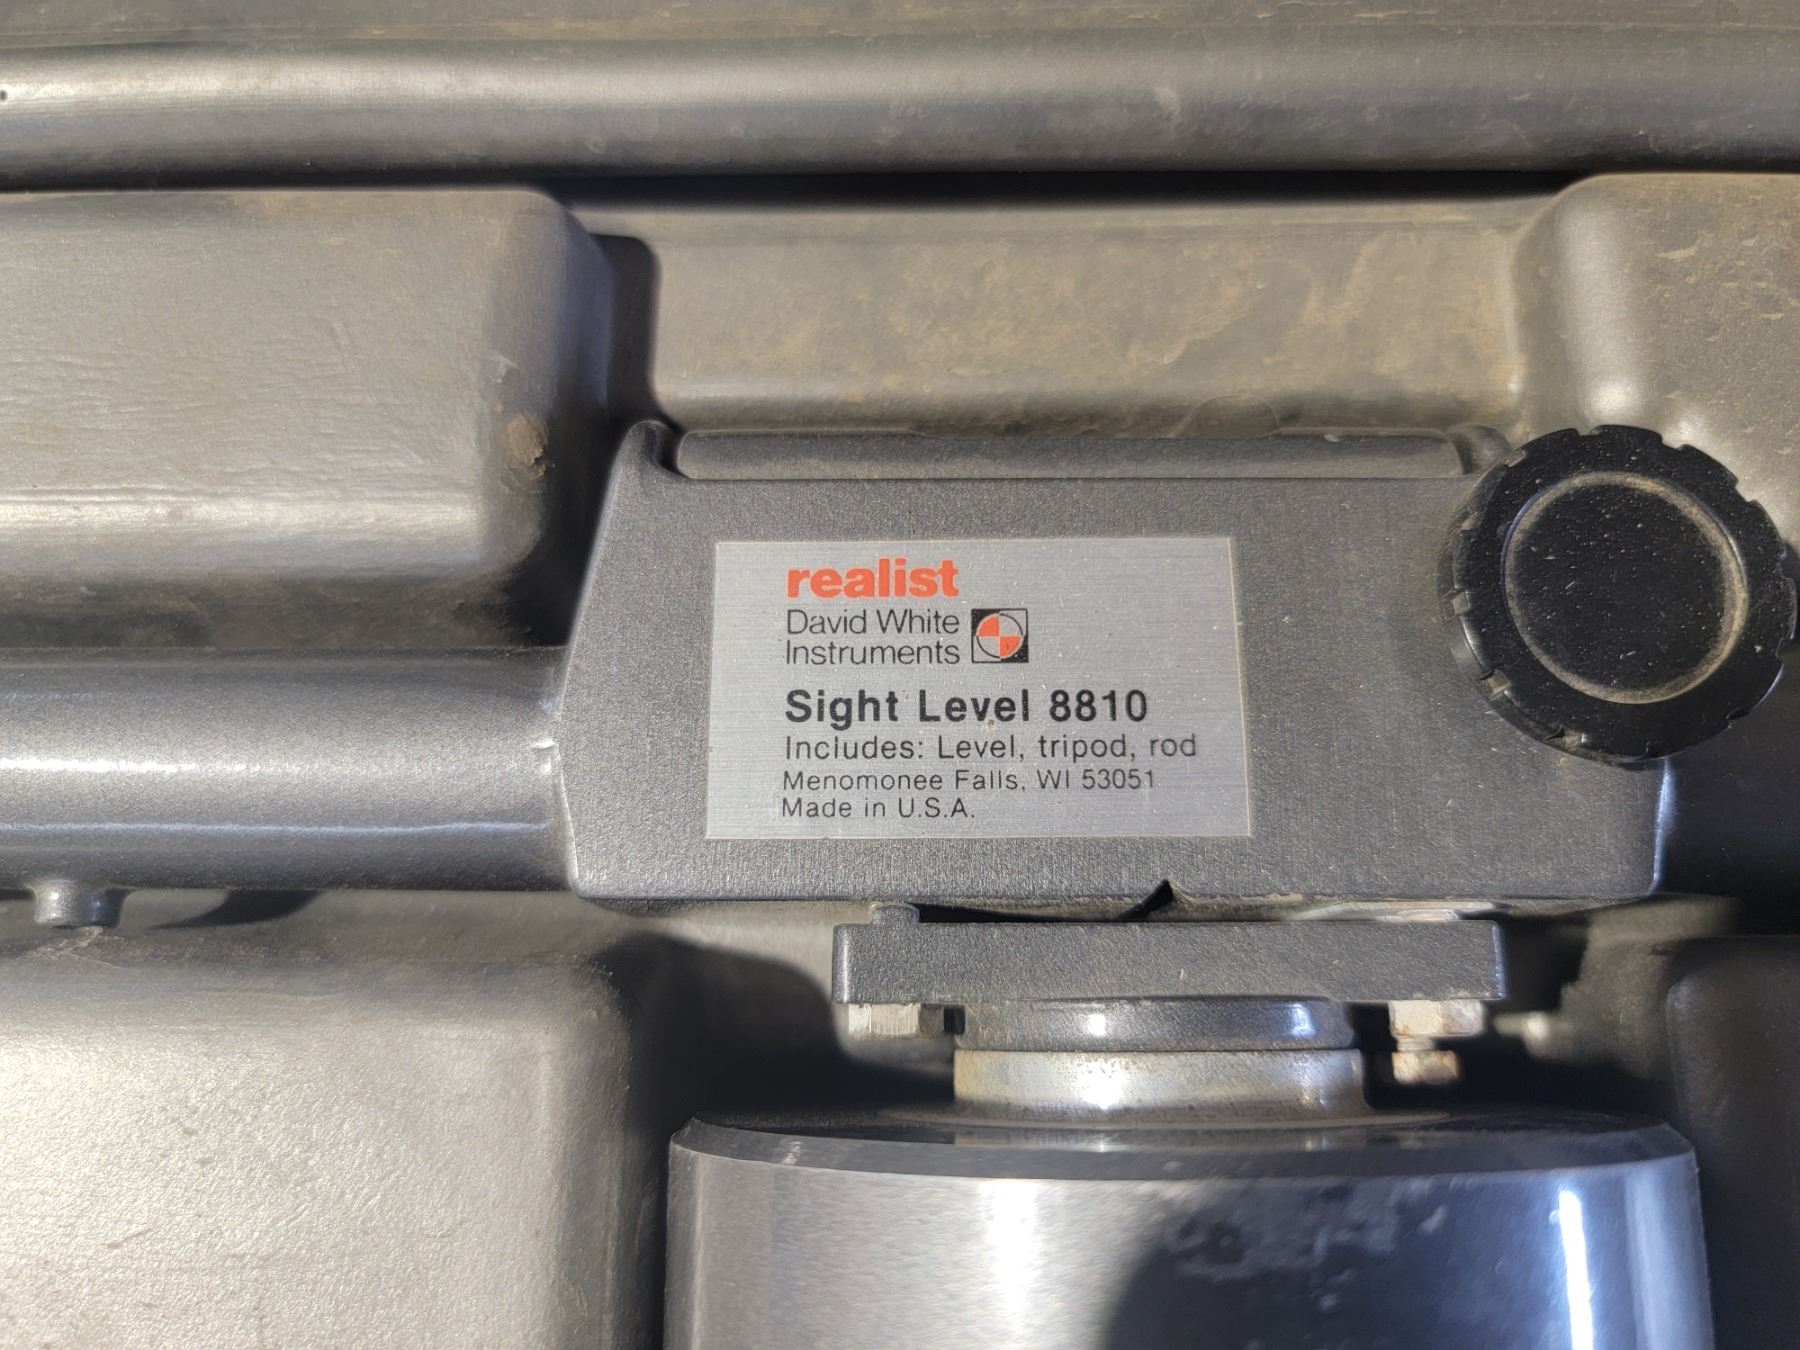 realist
David White
Instruments
Sight Level 8810
Includes: Level, tripod, rod
Menomonee Falls, WI 53051
Made in U.S.A.